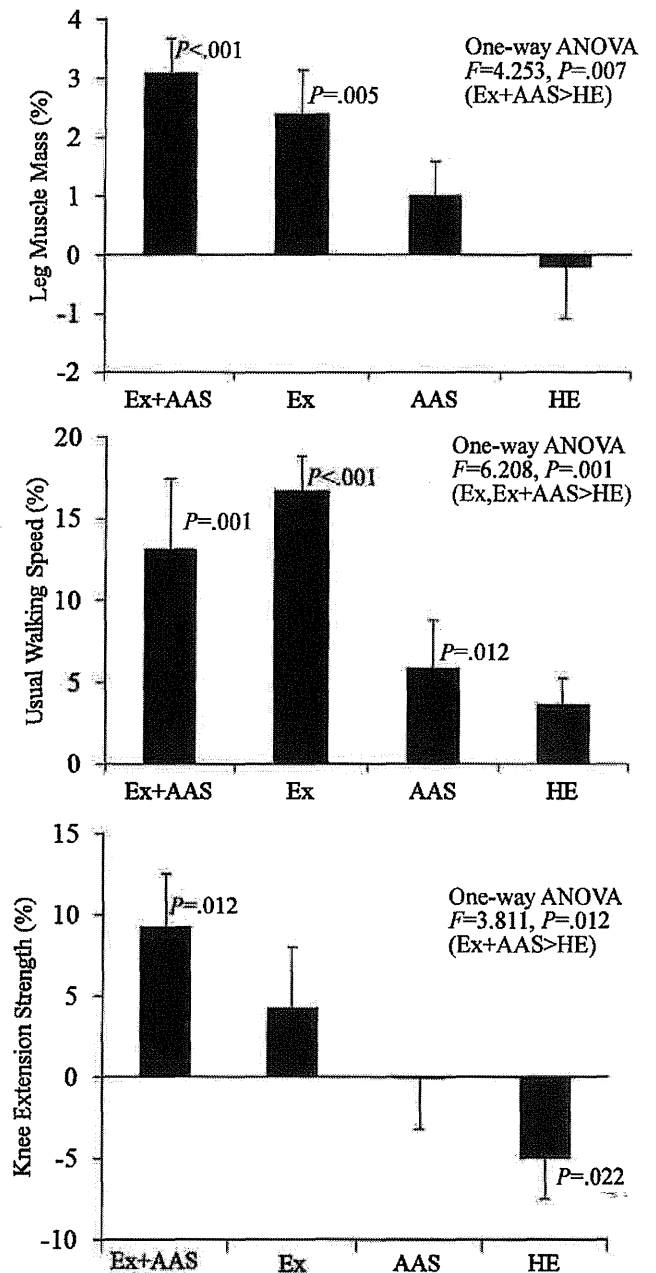 4
3
2
1
0
-1
-2
Leg Muscle Mass (%)
P<.001
P=.005
One-way ANOVA
F=4.253, P=.007
(Ex+AAS>HE)
Ex+AAS Ex AAS HE
20
15
10
5
0
Usual Walking Speed (%)
P=.001
P<.001
P=.012
One-way ANOVA
F=6.208, P=.001
(Ex,Ex+AAS>HE)
Ex+AAS Ex AAS HE
15
10
5
0
-5
-10
Knee Extension Strength (%)
P=.012
One-way ANOVA
F=3.811, P=.012
(Ex+AAS>HE)
P=.022
Ex+AAS Ex AAS HE